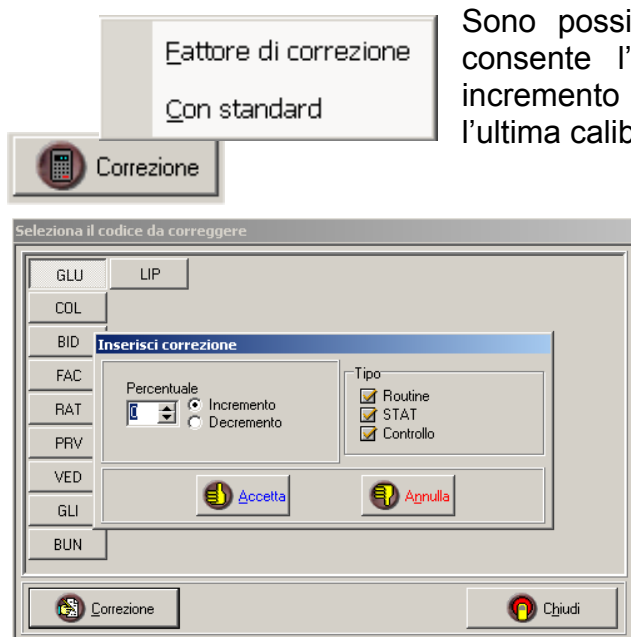 Fattore di correzione
Con standard
Correzione
Sono
consente
incremento
l'ultima
Seleziona il codice da correggere
GLU LIP
COL
BID
FAC
RAT
PRV
VED
GLI
BUN
Inserisci correzione
Percentuale
0
Incremento
Decremento
Tipo
Routine
STAT
Controllo
Accetta
Annulla
Correzione
Chiudi